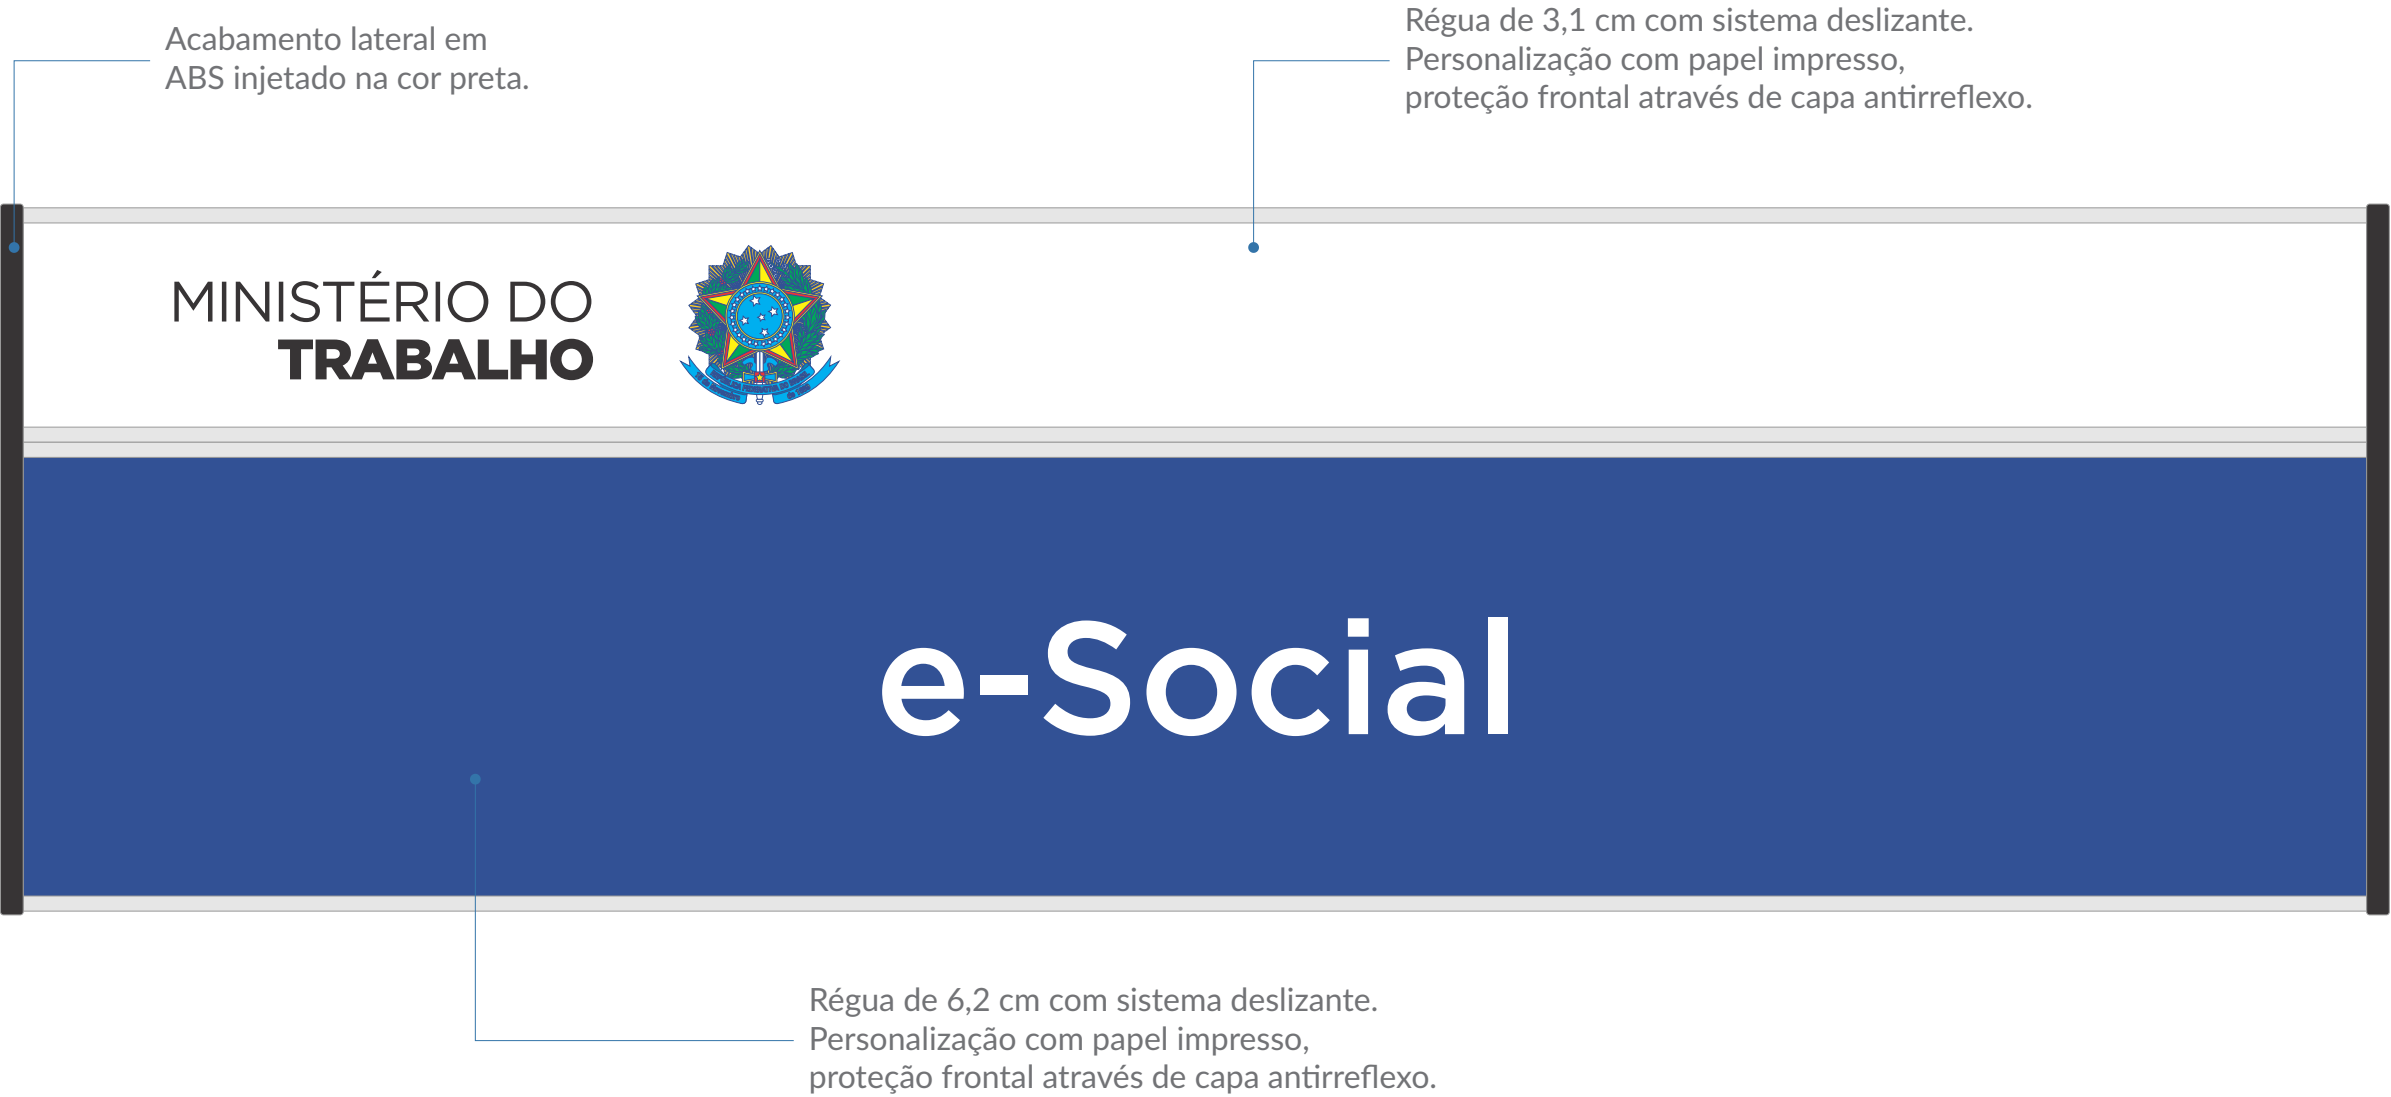 Acabamento lateral em
ABS injetado na cor preta.
Régua de 3,1 cm com sistema deslizante.
Personalização com papel impresso,
proteção frontal através de capa antirreflexo.
MINISTÉRIO DO
TRABALHO
e-Social
Régua de 6,2 cm com sistema deslizante.
Personalização com papel impresso,
proteção frontal através de capa antirreflexo.